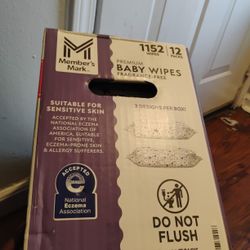 Member's
Mark
1152 12
WIPES PACKS
PREMIUM
BABY WIPES
FRAGRANCE-FREE
SUITABLE FOR
SENSITIVE SKIN
ACCEPTED BY THE
NATIONAL ECZEMA
ASSOCIATION OF
AMERICA, SUITABLE FOR
SENSITIVE,
ECZEMA-PRONE SKIN
& ALLERGY SUFFERERS.
3 DESIGNS PER BOX!
ACCEPTED
National
Eczema
Association
DO NOT
FLUSH